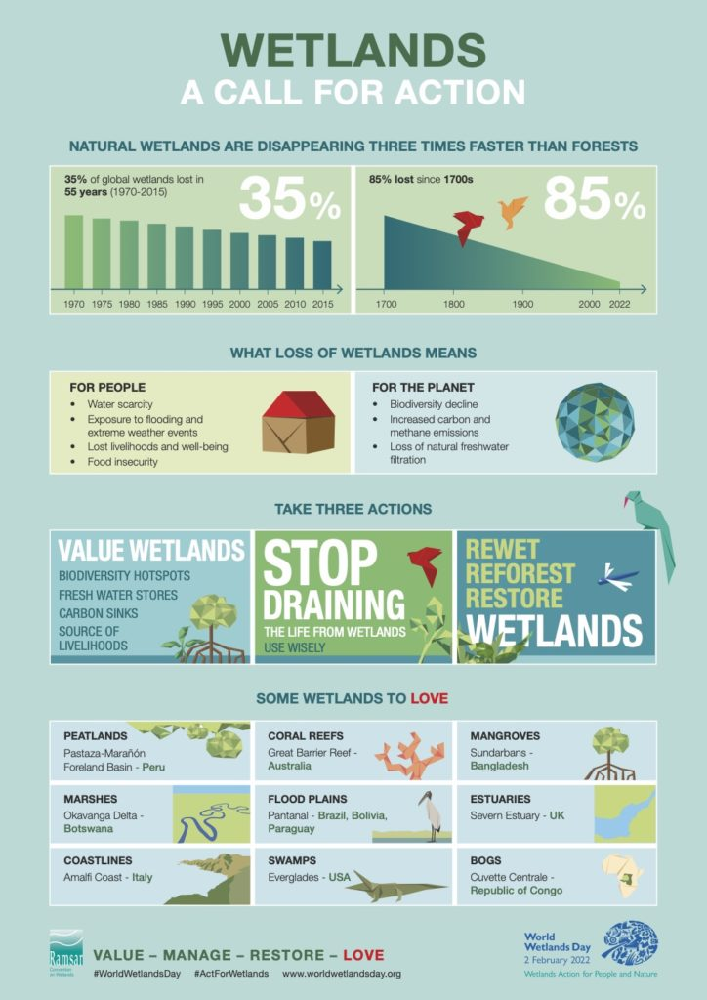 WETLANDS
A CALL FOR ACTION
NATURAL WETLANDS ARE DISAPPEARING THREE TIMES FASTER THAN FORESTS
35% of global wetlands lost in
55 years (1970-2015)
35%
1970 1975 1980 1985 1990 1995 2000 2005 2010 2015
85% lost since 1700s
85%
1700 1800 1900 2000 2022
WHAT LOSS OF WETLANDS MEANS
FOR PEOPLE
• Water scarcity
• Exposure to flooding and
extreme weather events
• Lost livelihoods and well-being
• Food insecurity
FOR THE PLANET
• Biodiversity decline
• Increased carbon and
methane emissions
• Loss of natural freshwater
filtration
TAKE THREE ACTIONS
VALUE WETLANDS
BIODIVERSITY HOTSPOTS
FRESH WATER STORES
CARBON SINKS
SOURCE OF
LIVELIHOODS
STOP
DRAINING
THE LIFE FROM WETLANDS
USE WISELY
REWET
REFOREST
RESTORE
WETLANDS
SOME WETLANDS TO LOVE
PEATLANDS
Pastaza-Marañón
Foreland Basin - Peru
CORAL REEFS
Great Barrier Reef -
Australia
MANGROVES
Sundarbans -
Bangladesh
MARSHES
Okavanga Delta -
Botswana
FLOOD PLAINS
Pantanal - Brazil, Bolivia,
Paraguay
ESTUARIES
Severn Estuary - UK
COASTLINES
Amalfi Coast - Italy
SWAMPS
Everglades - USA
BOGS
Cuvette Centrale -
Republic of Congo
Ramsar
Convention
on Wetlands
VALUE – MANAGE – RESTORE – LOVE
#WorldWetlandsDay #ActForWetlands www.worldwetlandsday.org
World
Wetlands Day
2 February 2022
Wetlands Action for People and Nature